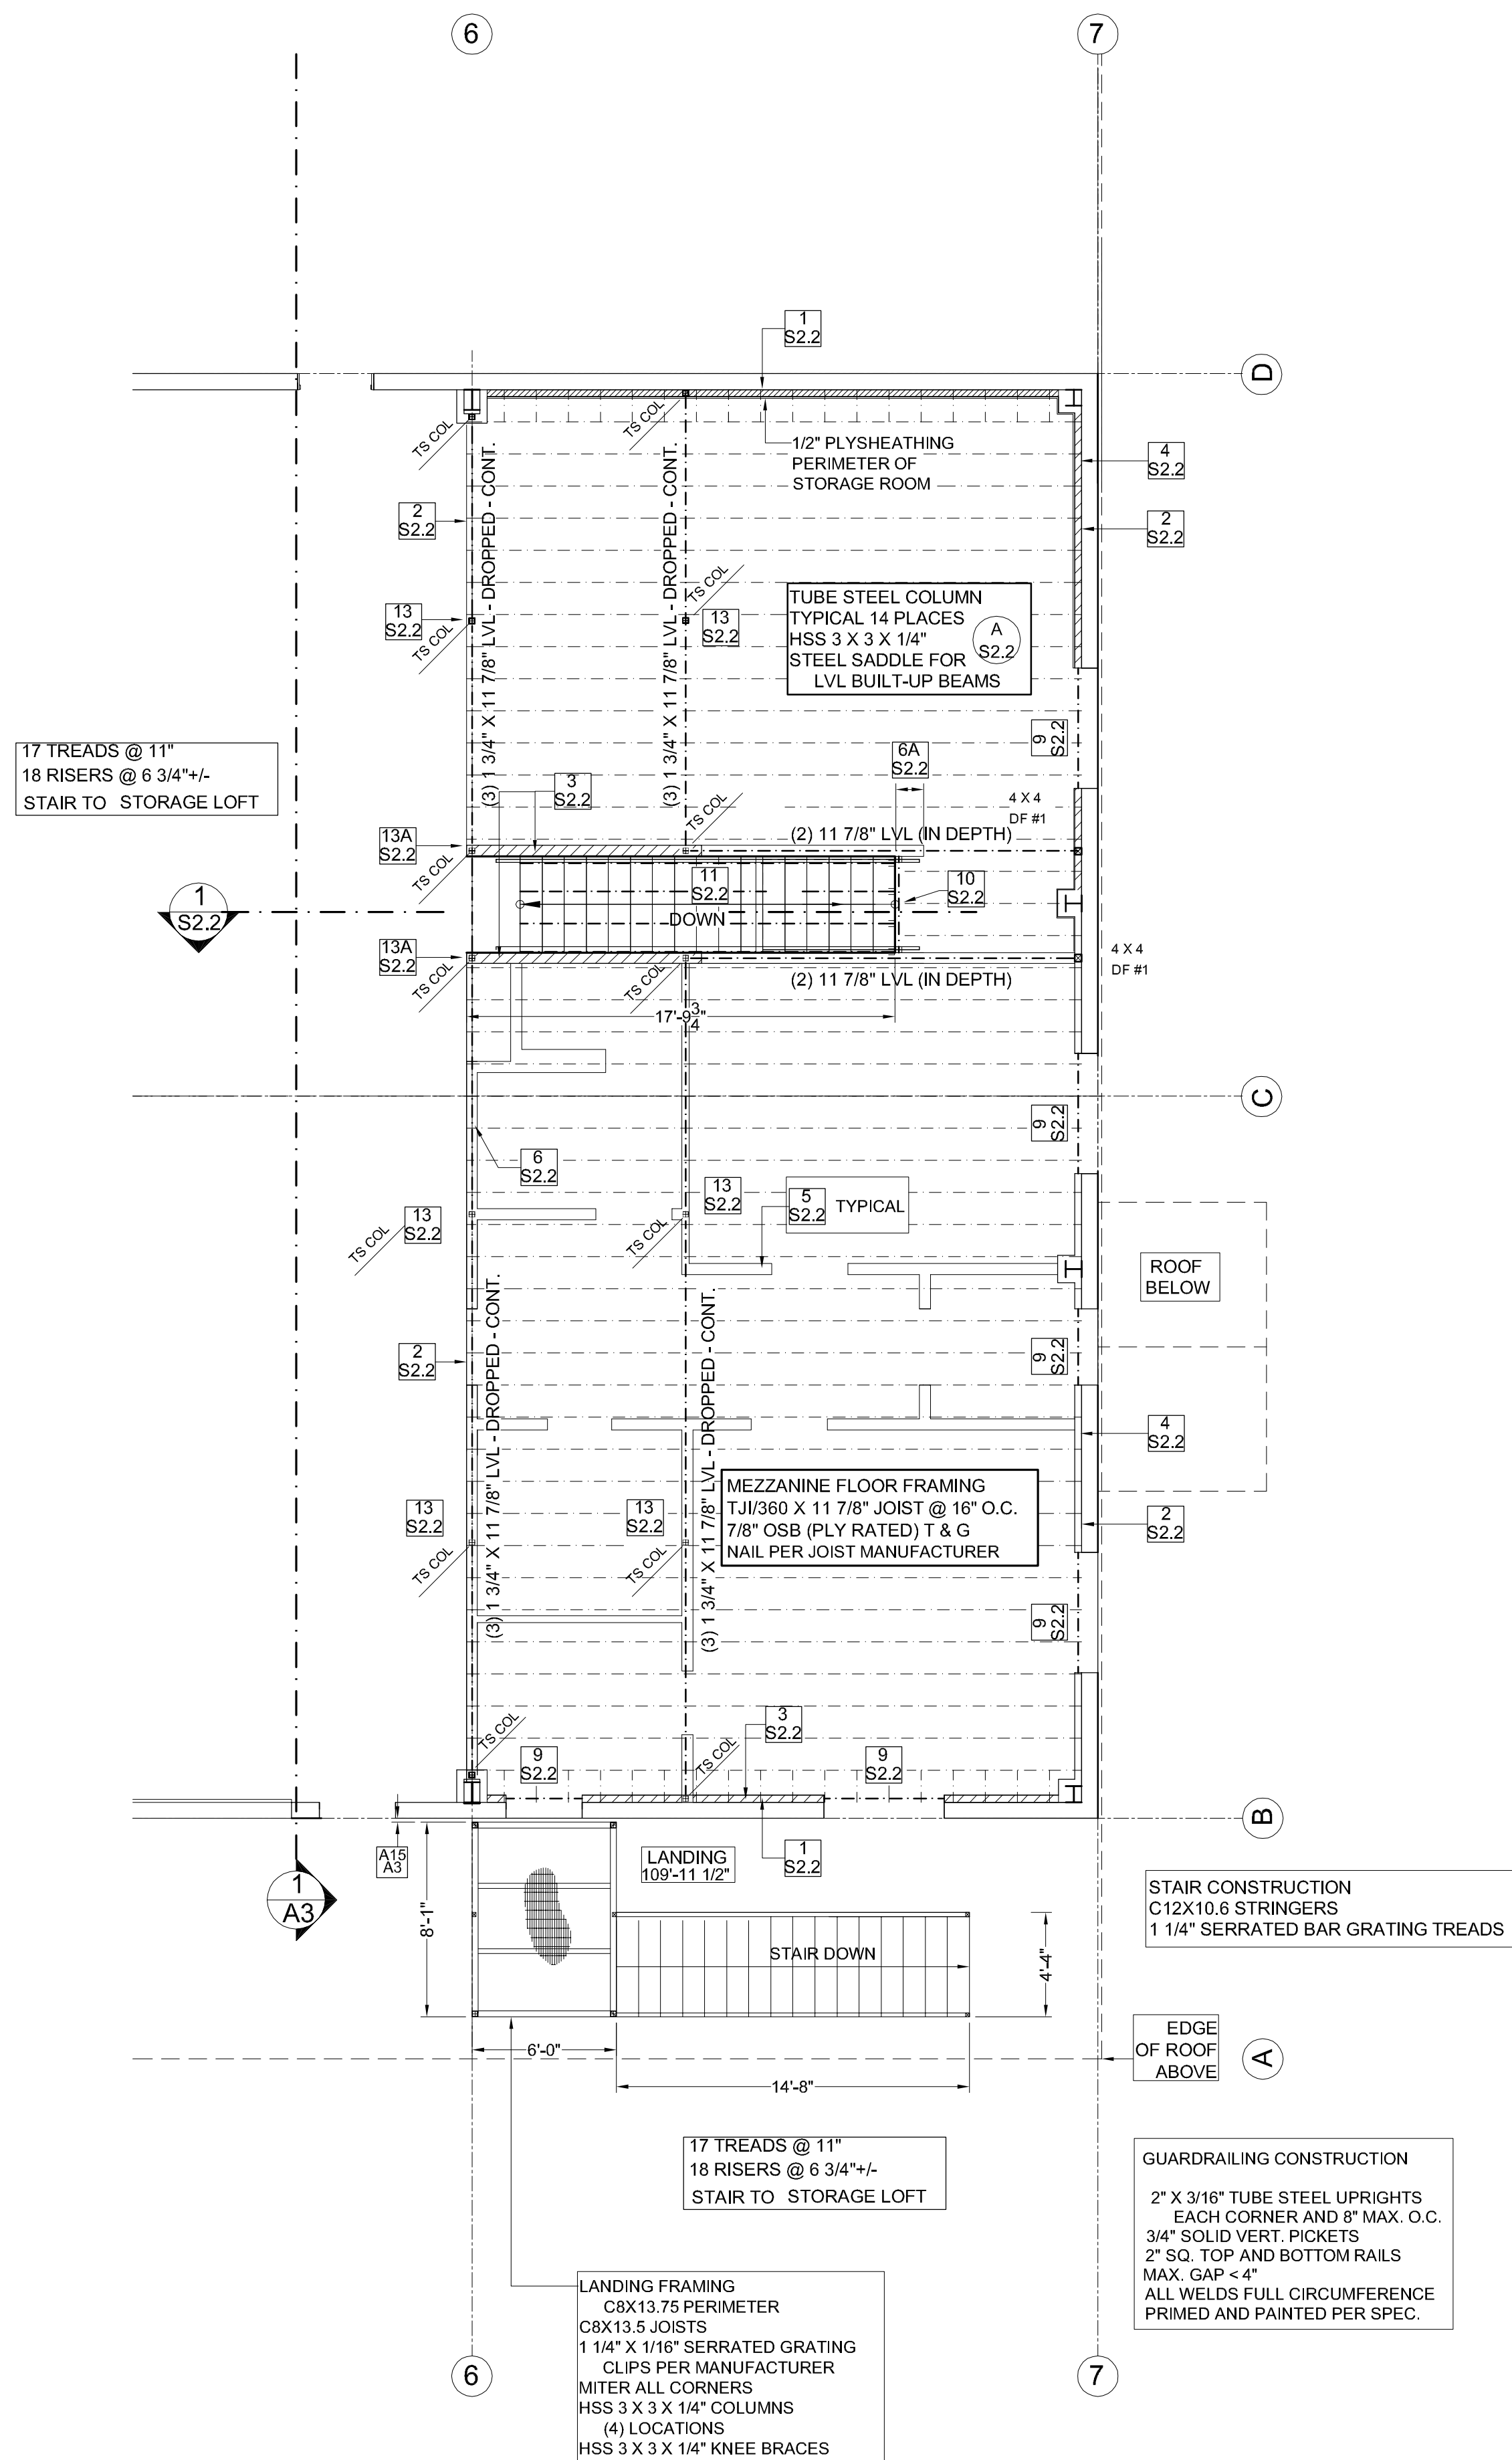 6
7
1
S2.2
D
TS COL
TS COL
1/2" PLYSHEATHING
PERIMETER OF
STORAGE ROOM
4
S2.2
2
S2.2
2
S2.2
(3) 1 3/4" X 11 7/8" LVL - DROPPED - CONT.
(3) 1 3/4" X 11 7/8" LVL - DROPPED - CONT.
TS COL
13
S2.2
TS COL
13
S2.2
TUBE STEEL COLUMN
TYPICAL 14 PLACES
HSS 3 X 3 X 1/4"
STEEL SADDLE FOR
LVL BUILT-UP BEAMS
A
S2.2
9
S2.2
17 TREADS @ 11"
18 RISERS @ 6 3/4"+/-
STAIR TO STORAGE LOFT
3
S2.2
6A
S2.2
4 X 4
DF #1
TS COL
(2) 11 7/8" LVL (IN DEPTH)
13A
S2.2
TS COL
11
S2.2
10
S2.2
1
S2.2
DOWN
13A
S2.2
4 X 4
DF #1
TS COL
TS COL
(2) 11 7/8" LVL (IN DEPTH)
17'-9 3/4"
C
9
S2.2
6
S2.2
13
S2.2
5
S2.2
TYPICAL
13
S2.2
TS COL
TS COL
ROOF
BELOW
(3) 1 3/4" X 11 7/8" LVL - DROPPED - CONT.
(3) 1 3/4" X 11 7/8" LVL - DROPPED - CONT.
2
S2.2
9
S2.2
4
S2.2
MEZZANINE FLOOR FRAMING
TJI/360 X 11 7/8" JOIST @ 16" O.C.
7/8" OSB (PLY RATED) T & G
NAIL PER JOIST MANUFACTURER
13
S2.2
13
S2.2
2
S2.2
TS COL
TS COL
9
S2.2
3
S2.2
TS COL
TS COL
9
S2.2
9
S2.2
B
A15
A3
LANDING
109'-11 1/2"
1
S2.2
1
A3
STAIR CONSTRUCTION
C12X10.6 STRINGERS
1 1/4" SERRATED BAR GRATING TREADS
8'-1"
STAIR DOWN
4'-4"
6'-0"
14'-8"
EDGE
OF ROOF
ABOVE
A
17 TREADS @ 11"
18 RISERS @ 6 3/4"+/-
STAIR TO STORAGE LOFT
GUARDRAILING CONSTRUCTION
2" X 3/16" TUBE STEEL UPRIGHTS
EACH CORNER AND 8" MAX. O.C.
3/4" SOLID VERT. PICKETS
2" SQ. TOP AND BOTTOM RAILS
MAX. GAP < 4"
ALL WELDS FULL CIRCUMFERENCE
PRIMED AND PAINTED PER SPEC.
LANDING FRAMING
C8X13.75 PERIMETER
C8X13.5 JOISTS
1 1/4" X 1/16" SERRATED GRATING
CLIPS PER MANUFACTURER
MITER ALL CORNERS
HSS 3 X 3 X 1/4" COLUMNS
(4) LOCATIONS
HSS 3 X 3 X 1/4" KNEE BRACES
6
7